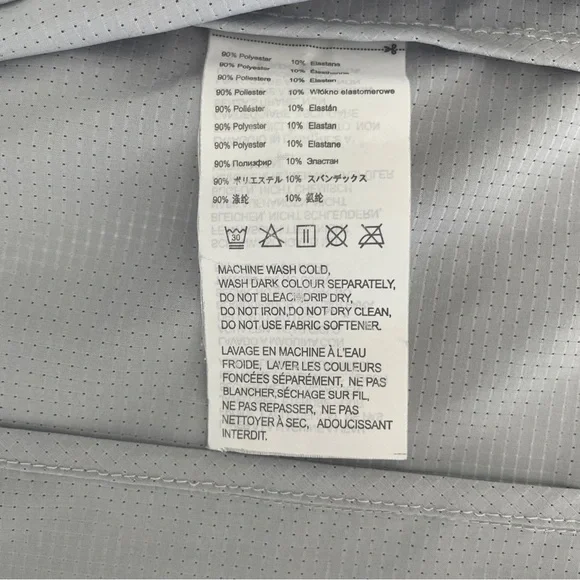 90% Polyester 10% Elastane
90% Polyester 10% Elastane
90% Poliestere 10% Elasten
90% Poliester 10% Włókno elastomerowe
90% Poliéster 10% Elastán
90% Polyester 10% Elastan
90% Polyester 10% Elastane
90% Полиэфир 10% Эластан
90% ポリエステル 10% スパンデックス
90% 涤纶 10% 氨纶
30
MACHINE WASH COLD,
WASH DARK COLOUR SEPARATELY,
DO NOT BLEACH,DRIP DRY,
DO NOT IRON,DO NOT DRY CLEAN,
DO NOT USE FABRIC SOFTENER.
LAVAGE EN MACHINE À L'EAU
FROIDE, LAVER LES COULEURS
FONCÉES SÉPARÉMENT, NE PAS
BLANCHIR,SÉCHAGE SUR FIL,
NE PAS REPASSER, NE PAS
NETTOYER À SEC, ADOUCISSANT
INTERDIT.